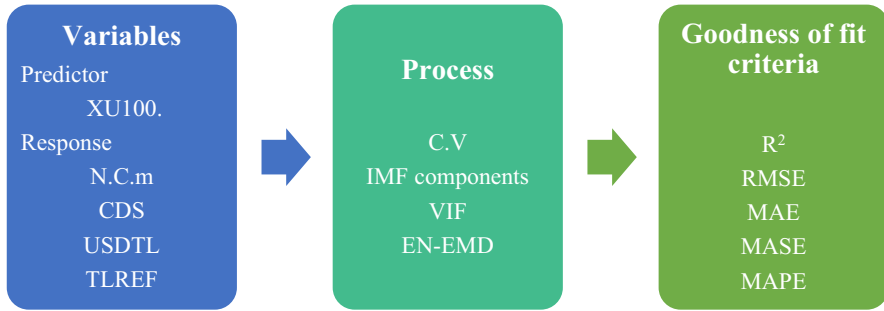 Variables
Predictor
XU100.
Response
N.C.m
CDS
USDTL
TLREF
Process
C.V
IMF components
VIF
EN-EMD
Goodness of fit
criteria
R²
RMSE
MAE
MASE
MAPE